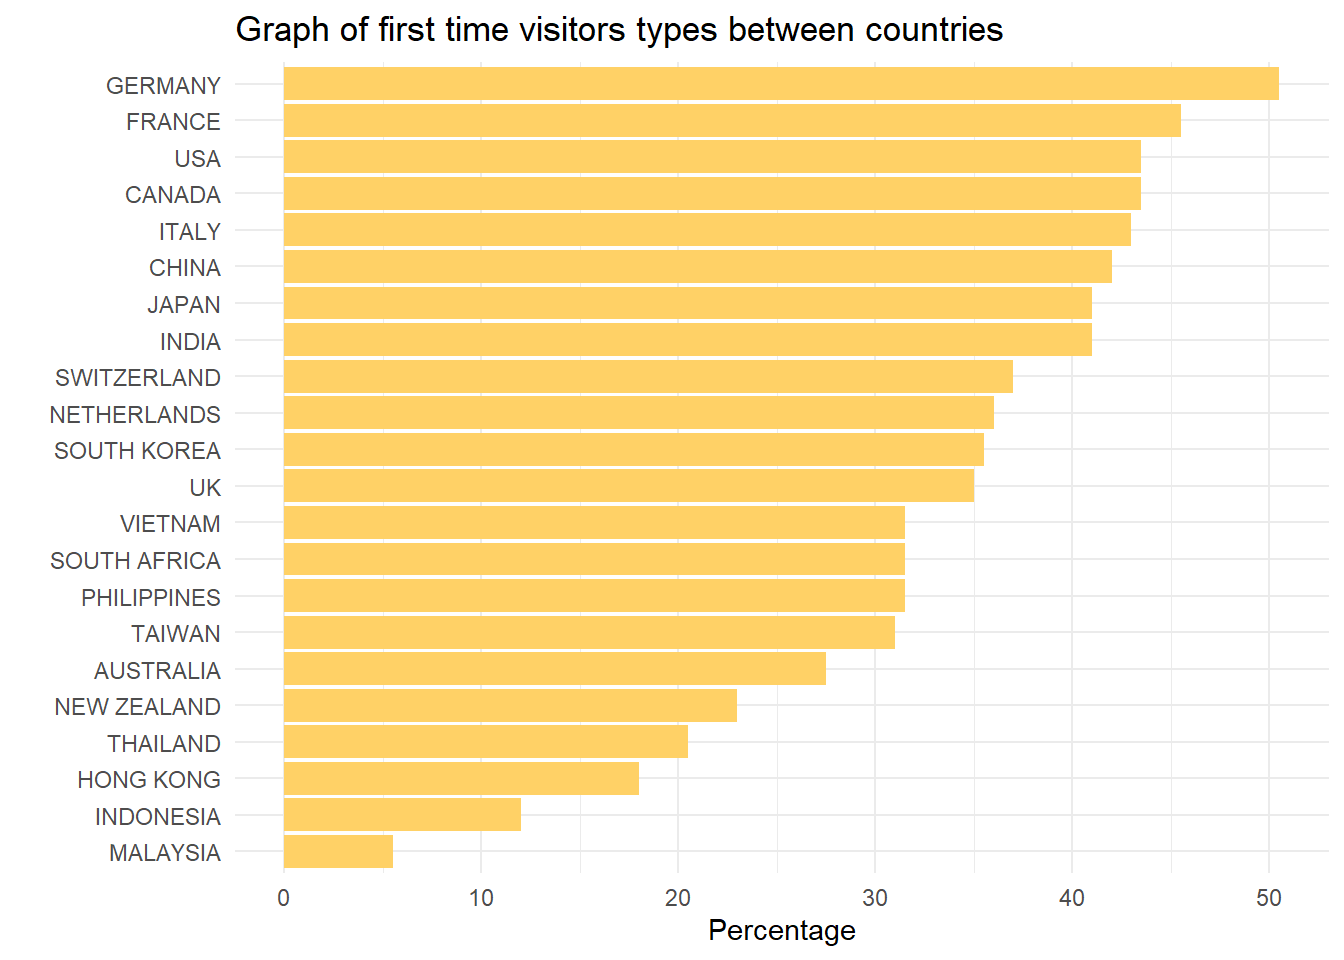 Graph of first time visitors types between countries
GERMANY
FRANCE
USA
CANADA
ITALY
CHINA
JAPAN
INDIA
SWITZERLAND
NETHERLANDS
SOUTH KOREA
UK
VIETNAM
SOUTH AFRICA
PHILIPPINES
TAIWAN
AUSTRALIA
NEW ZEALAND
THAILAND
HONG KONG
INDONESIA
MALAYSIA
0 10 20 30 40 50
Percentage